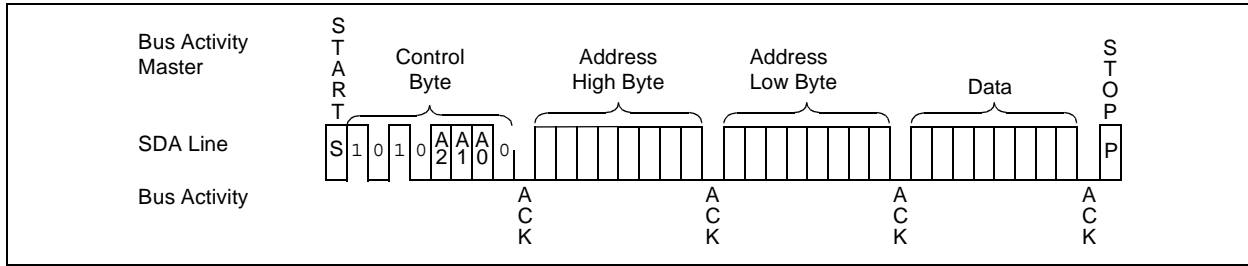 Bus Activity
Master
START
Control
Byte
Address
High Byte
Address
Low Byte
Data
STOP
SDA Line
S 1 0 1 0 A2 A1 A0 0
P
Bus Activity
ACK
ACK
ACK
ACK